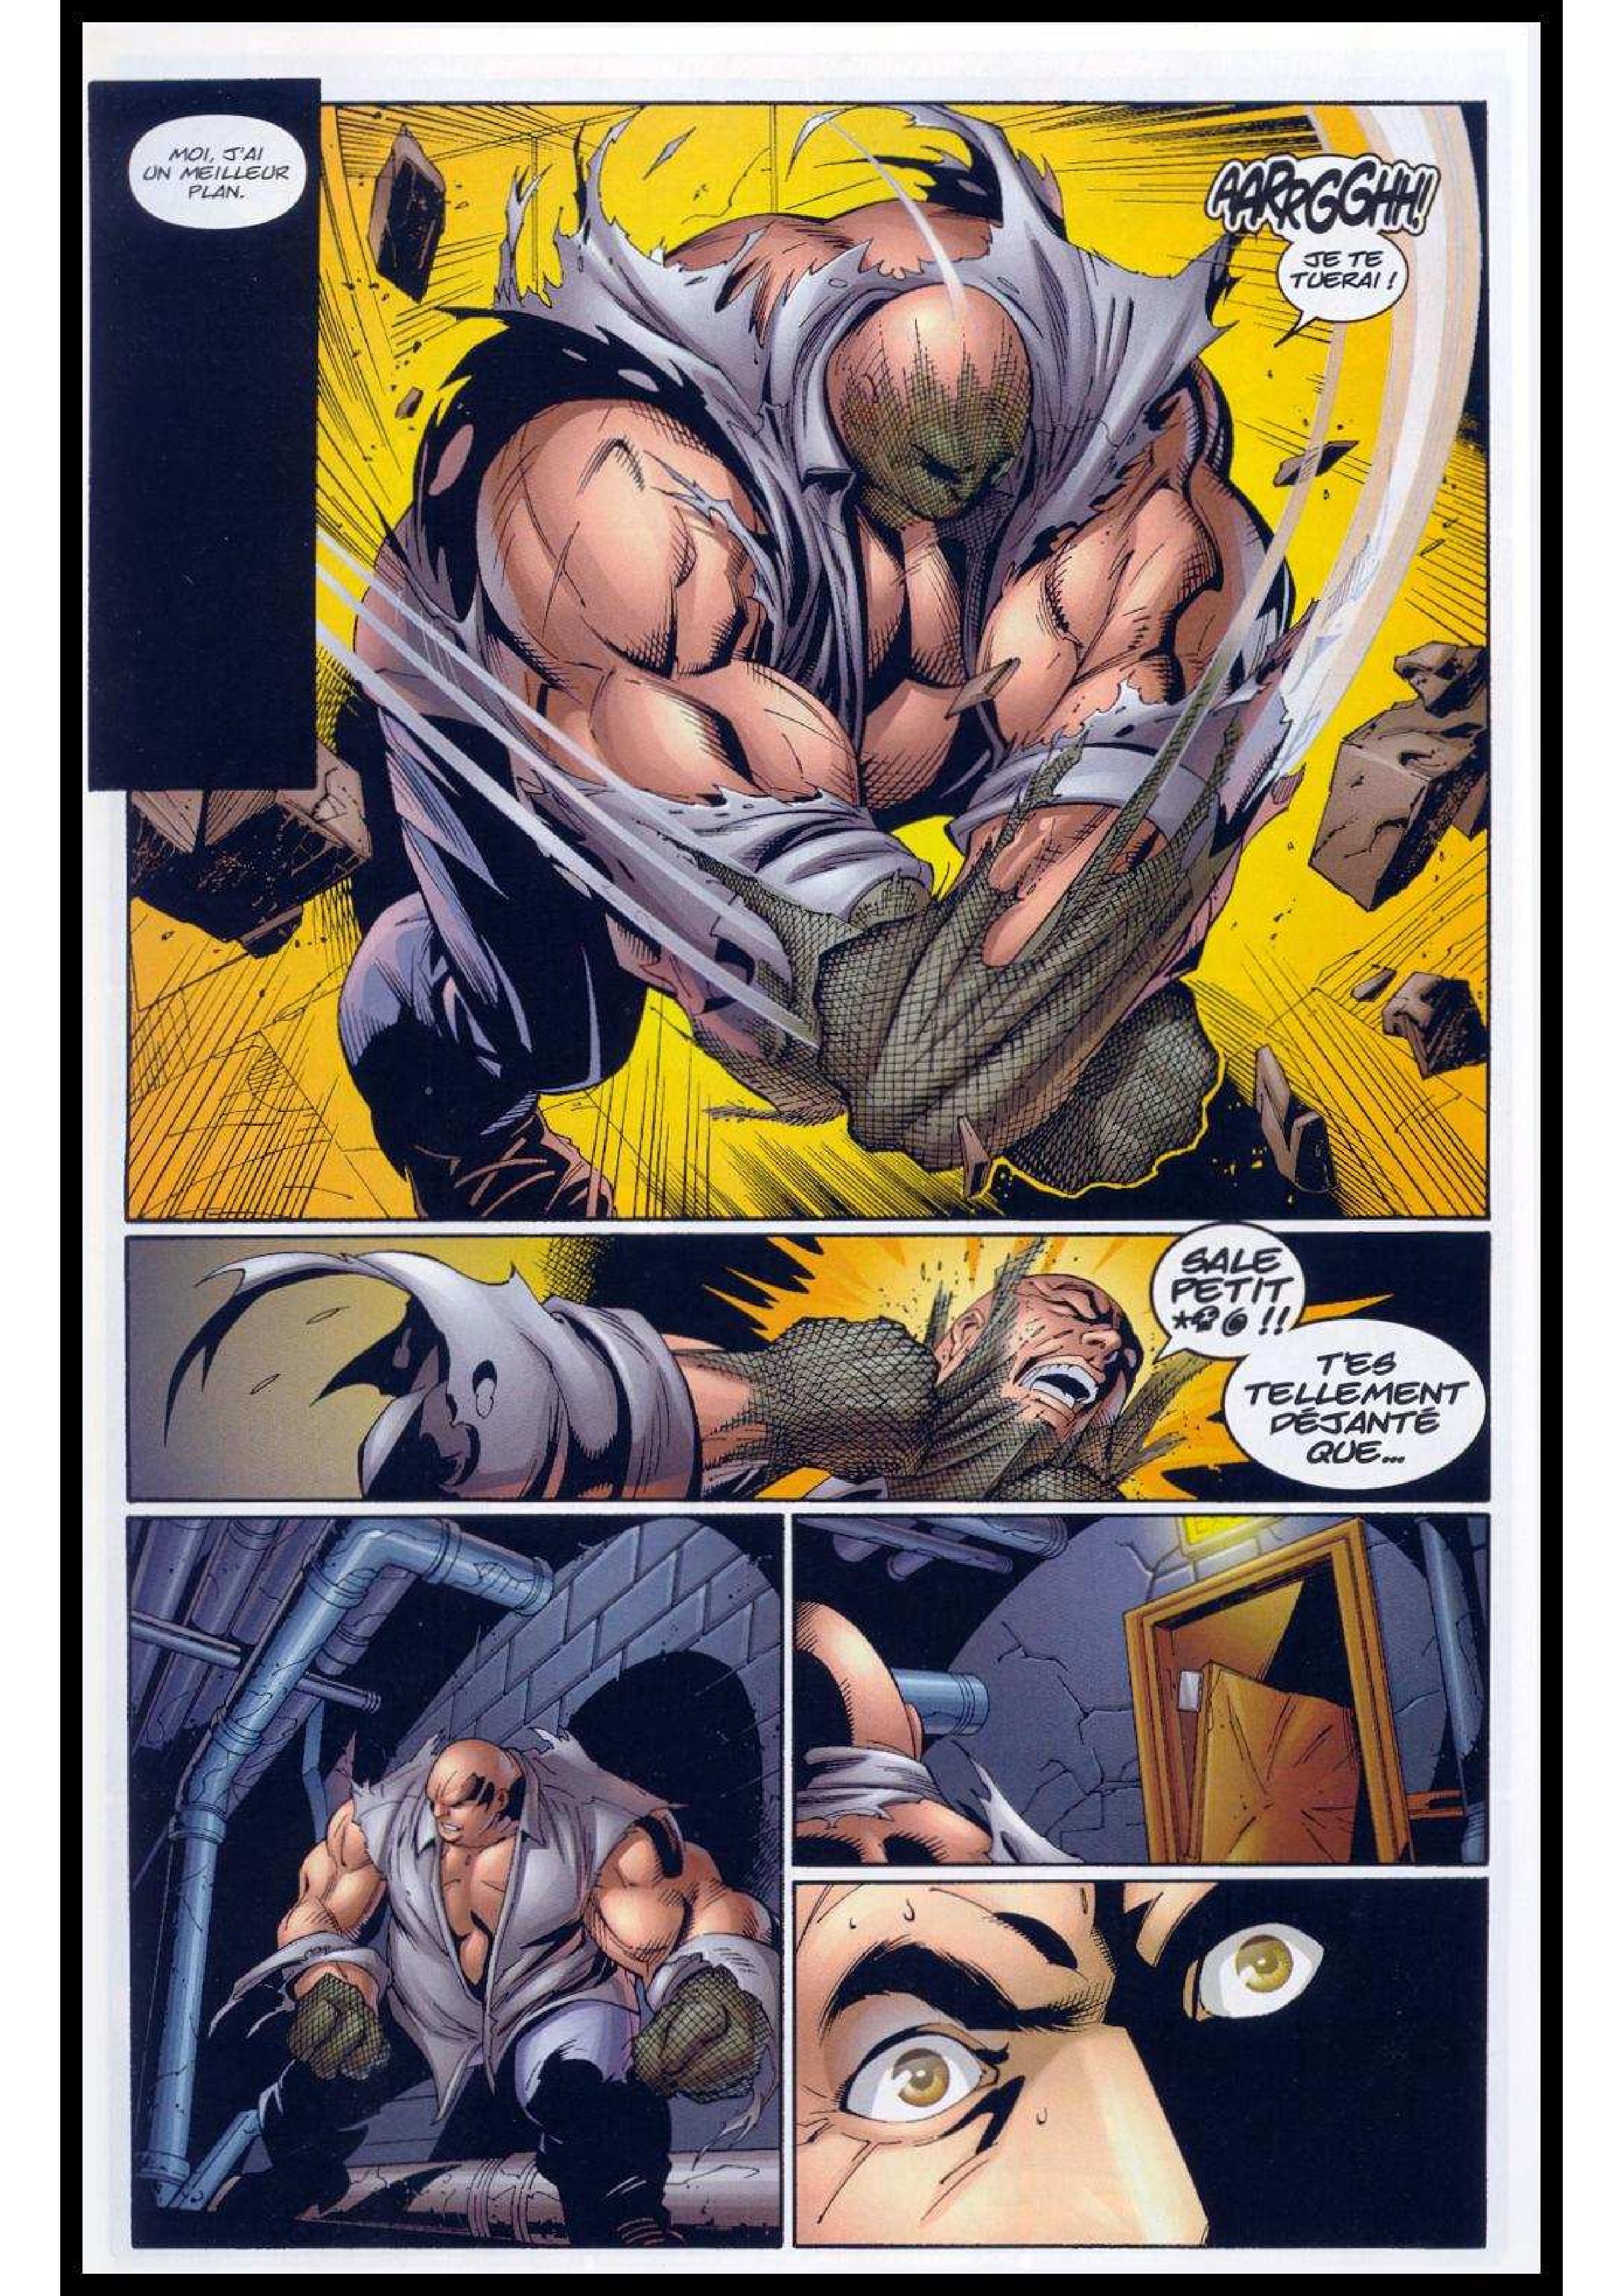 MOI, J'AI
UN MEILLEUR
PLAN.
AARRGGHH!
JE TE
TUERAI !
SALE
PETIT
*@ !!
T'ES
TELLEMENT
DÉJANTÉ
QUE...